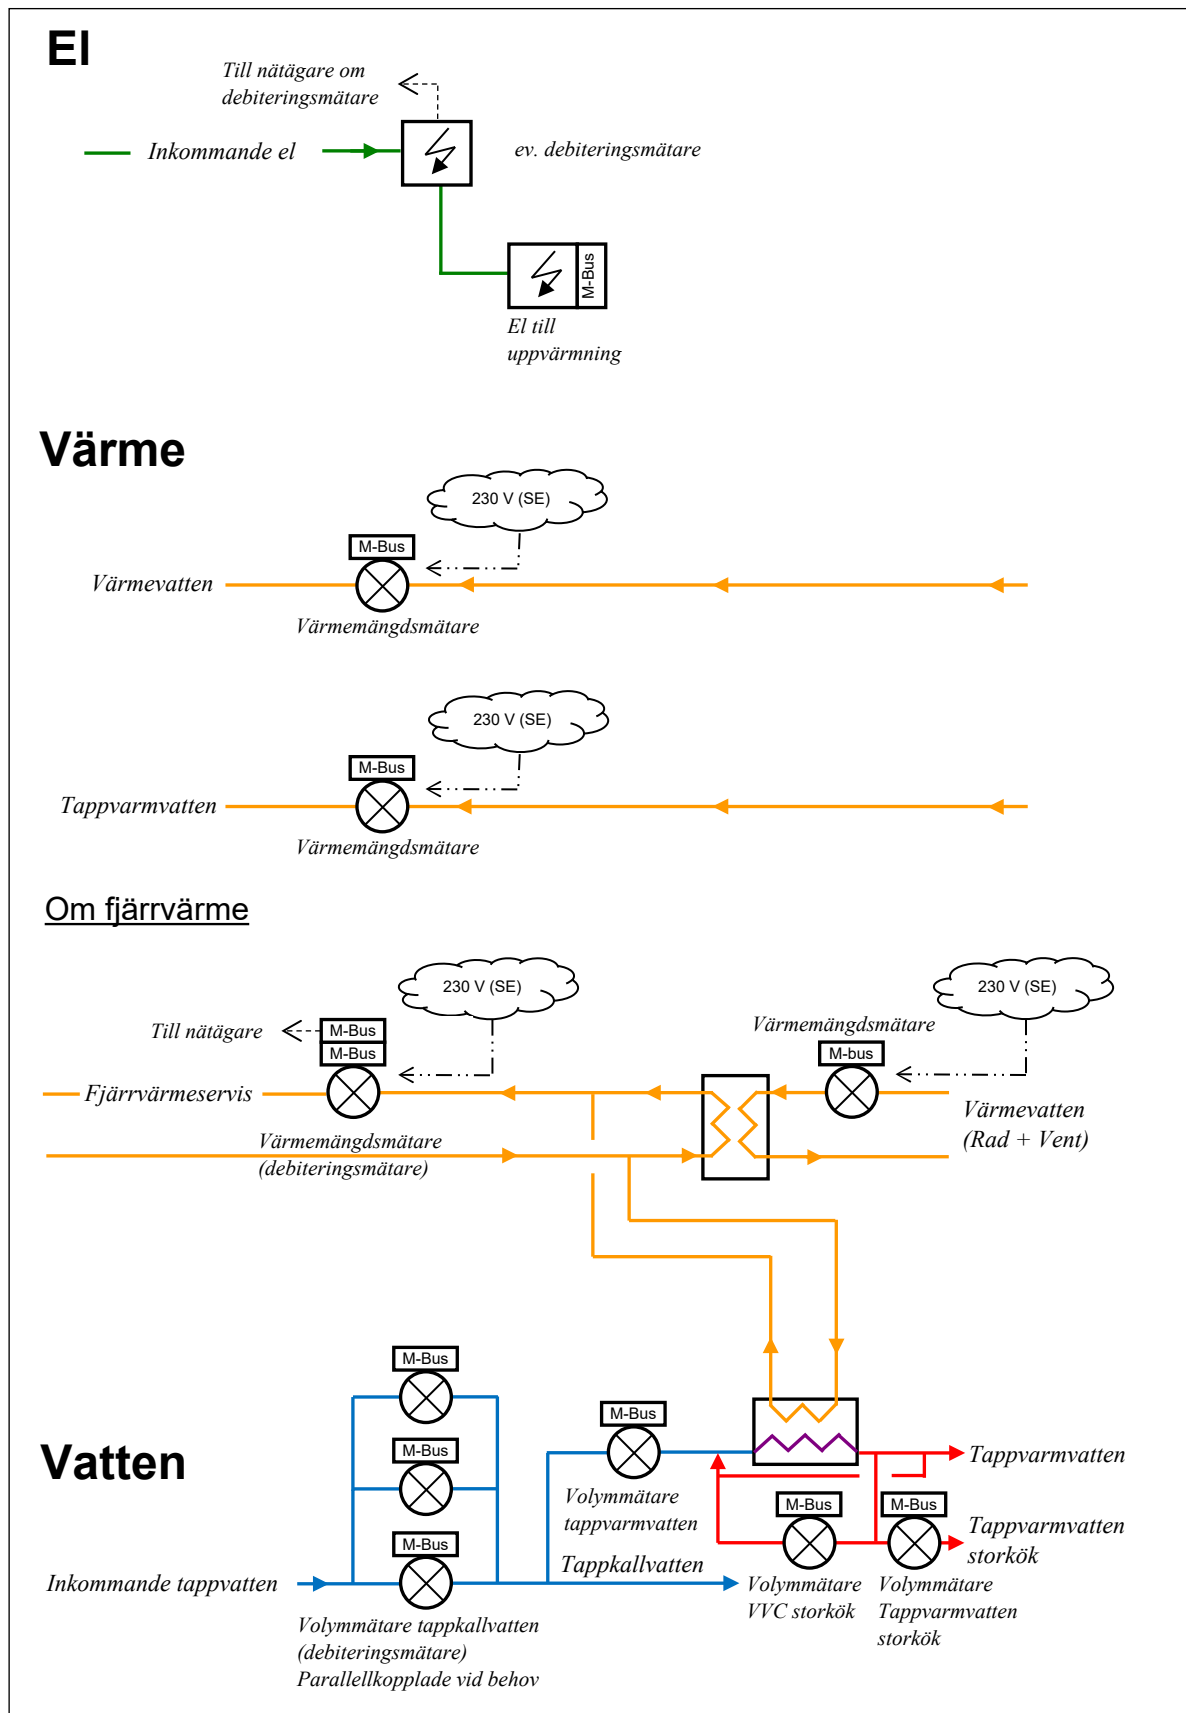 El
Till nätägare om
debiteringsmätare
Inkommande el
ev. debiteringsmätare
M-Bus
El till
uppvärmning
Värme
230 V (SE)
M-Bus
Värmevatten
Värmemängdsmätare
230 V (SE)
M-Bus
Tappvarmvatten
Värmemängdsmätare
Om fjärrvärme
230 V (SE)
230 V (SE)
Till nätägare
M-Bus
M-Bus
Värmemängdsmätare
M-bus
Fjärrvärmeservis
Värmevatten
(Rad + Vent)
Värmemängdsmätare
(debiteringsmätare)
M-Bus
M-Bus
M-Bus
Vatten
Tappvarmvatten
Volymmätare
tappvarmvatten
M-Bus
M-Bus
Tappvarmvatten
storkök
M-Bus
Tappkallvatten
Inkommande tappvatten
Volymmätare
VVC storkök
Volymmätare
Tappvarmvatten
storkök
Volymmätare tappkallvatten
(debiteringsmätare)
Parallellkopplade vid behov